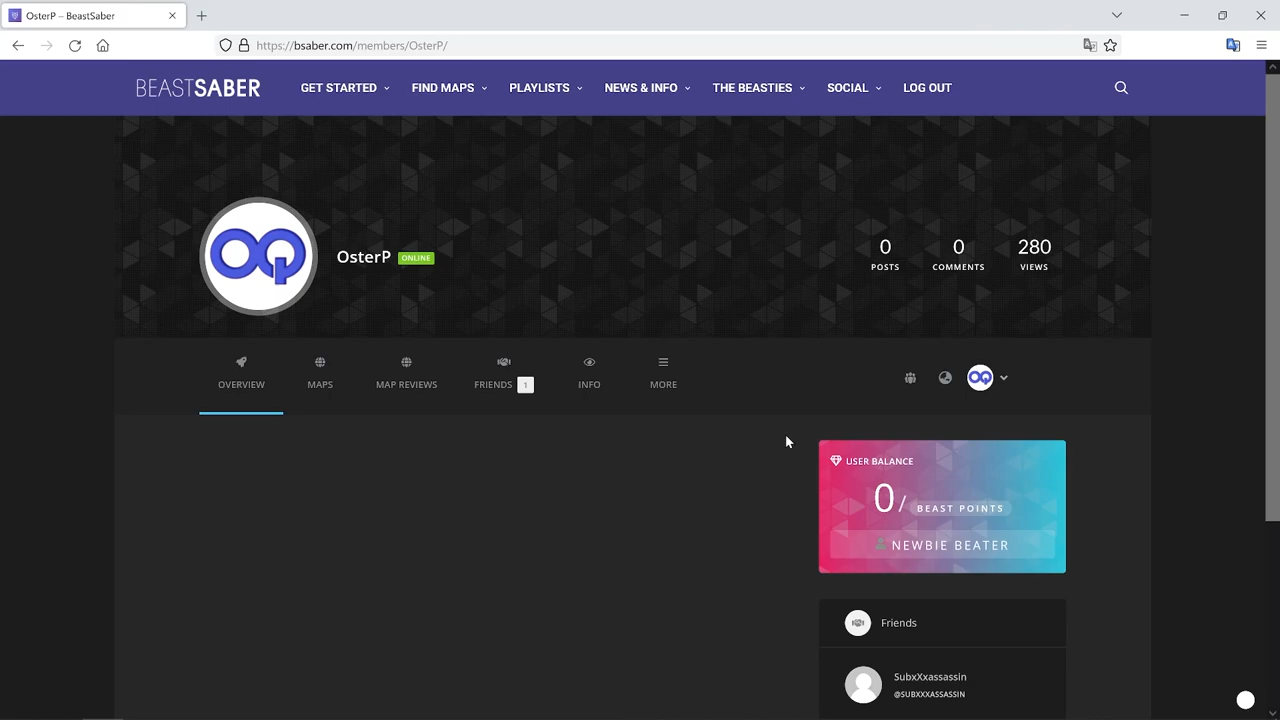 OsterP – BeastSaber
https://bsaber.com/members/OsterP/
BEASTSABER GET STARTED FIND MAPS PLAYLISTS NEWS & INFO THE BEASTIES SOCIAL LOG OUT
OQ
OsterP ONLINE
0 0 280
POSTS COMMENTS VIEWS
OVERVIEW MAPS MAP REVIEWS FRIENDS 1 INFO MORE
OQ
USER BALANCE
0/ BEAST POINTS
NEWBIE BEATER
Friends
SubxXxassassin
@SUBXXXASSASSIN